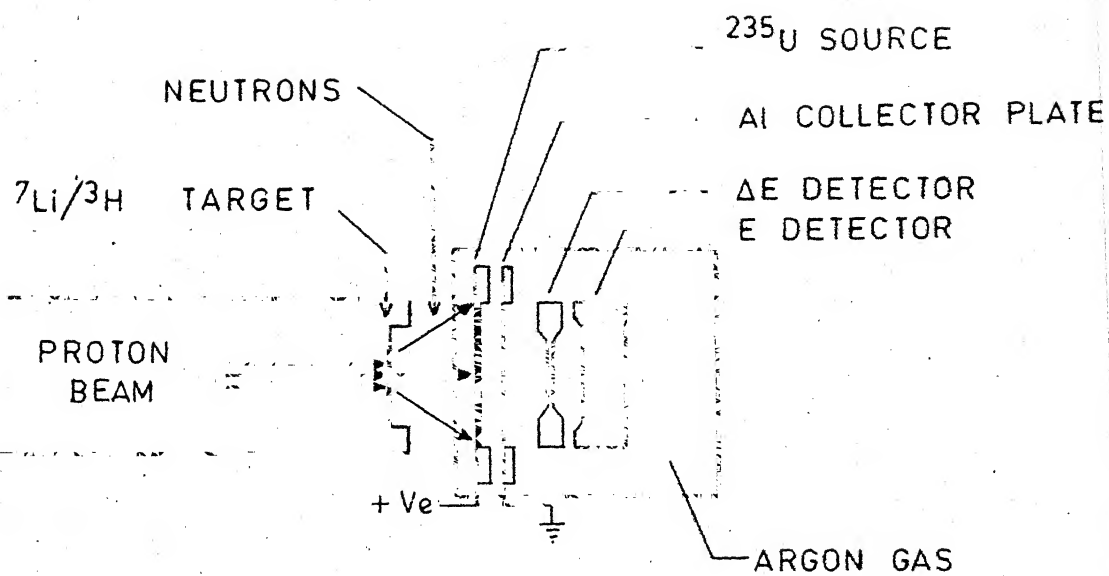 ²³⁵U SOURCE
NEUTRONS
Al COLLECTOR PLATE
⁷Li/³H TARGET
ΔE DETECTOR
E DETECTOR
PROTON
BEAM
+ Ve
ARGON GAS